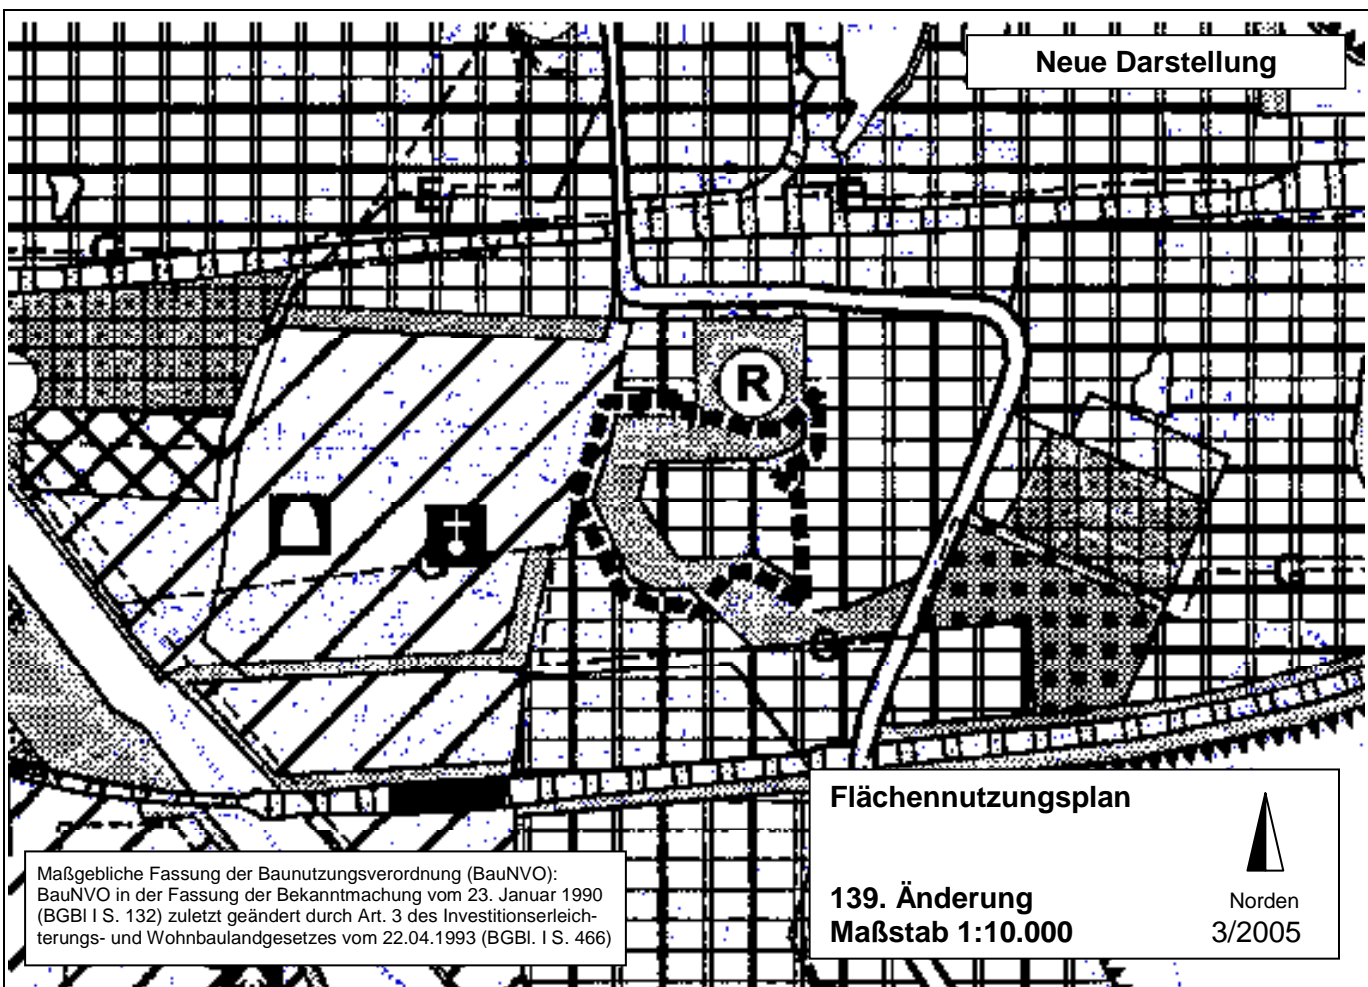 Neue Darstellung
R
Flächennutzungsplan
139. Änderung
Maßstab 1:10.000
Norden
3/2005
Maßgebliche Fassung der Baunutzungsverordnung (BauNVO):
BauNVO in der Fassung der Bekanntmachung vom 23. Januar 1990
(BGBl I S. 132) zuletzt geändert durch Art. 3 des Investitionserleich-
terungs- und Wohnbaulandgesetzes vom 22.04.1993 (BGBl. I S. 466)